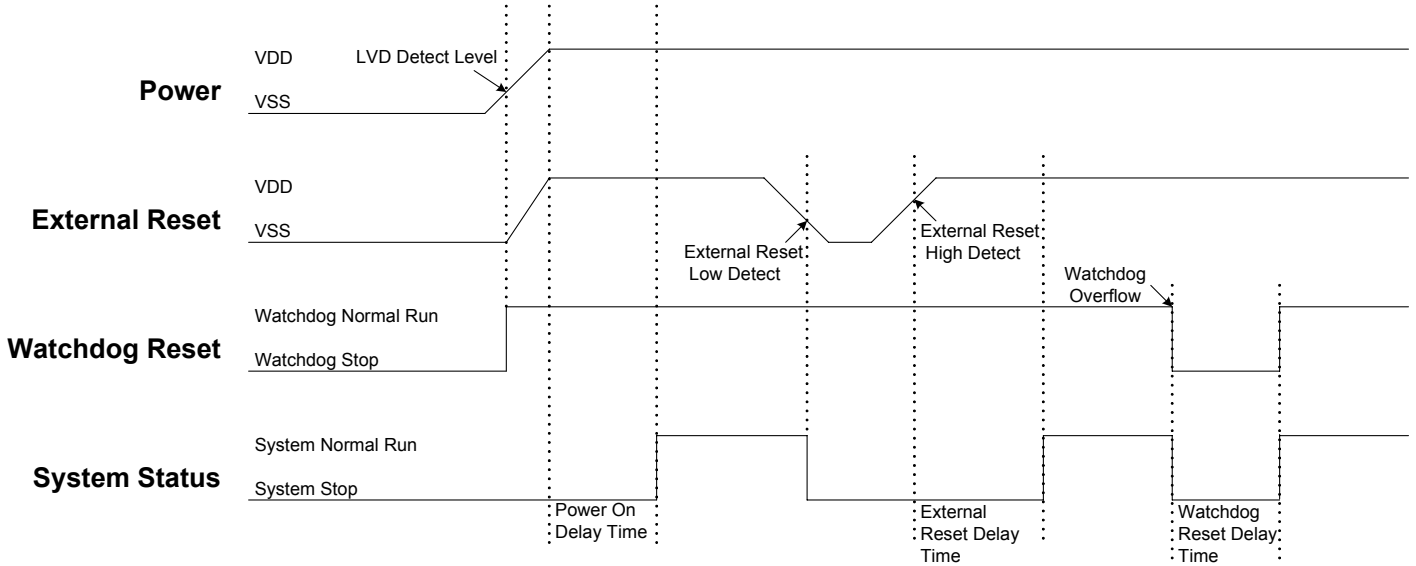 VDD
LVD Detect Level
Power
VSS
VDD
External Reset
VSS
External Reset
Low Detect
External Reset
High Detect
Watchdog
Overflow
Watchdog Normal Run
Watchdog Reset
Watchdog Stop
System Normal Run
System Status
System Stop
Power On
Delay Time
External
Reset Delay
Time
Watchdog
Reset Delay
Time